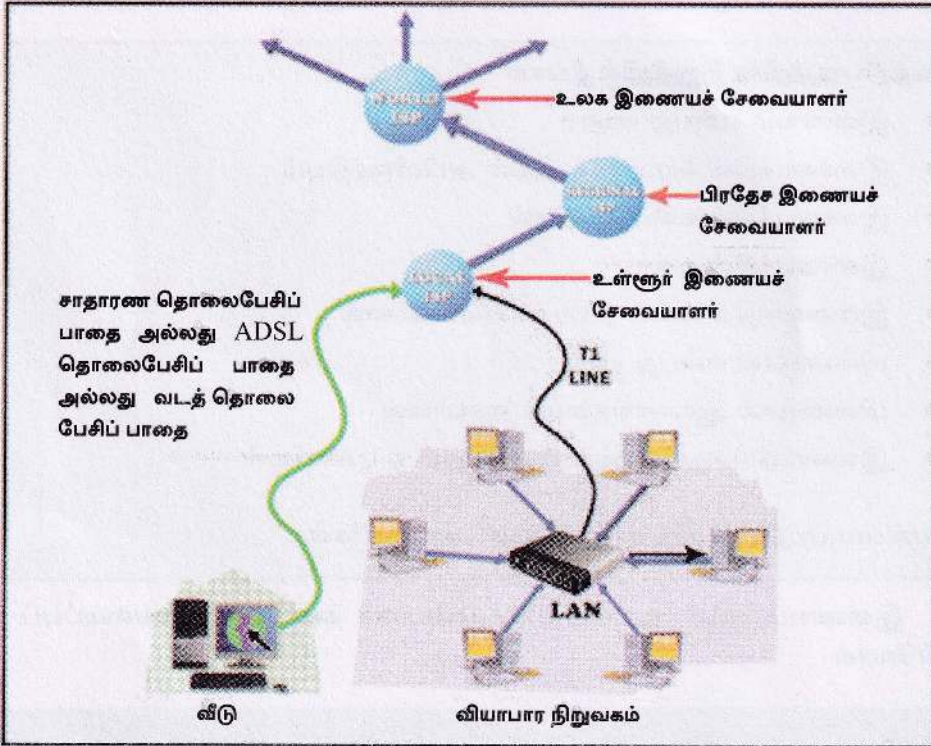 உலக இணையச் சேவையாளர்
பிரதேச இணையச்
சேவையாளர்
ISP
உள்ளூர் இணையச்
சேவையாளர்
சாதாரண தொலைபேசிப்
பாதை அல்லது ADSL
தொலைபேசிப் பாதை
அல்லது வடத் தொலை
பேசிப் பாதை
T1
LINE
LAN
வீடு
வியாபார நிறுவகம்